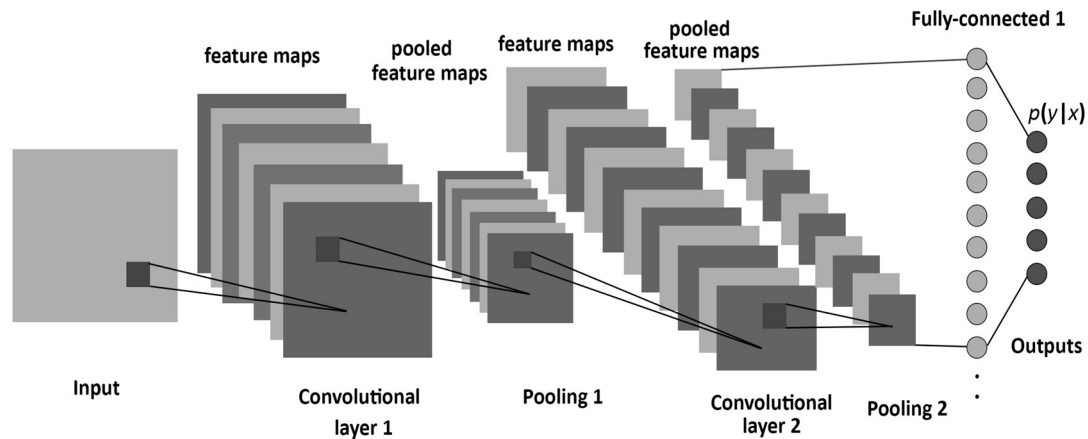 Fully-connected 1
feature maps
pooled
feature maps
feature maps
pooled
feature maps
p(y|x)
Outputs
Input
Convolutional
layer 1
Pooling 1
Convolutional
layer 2
Pooling 2